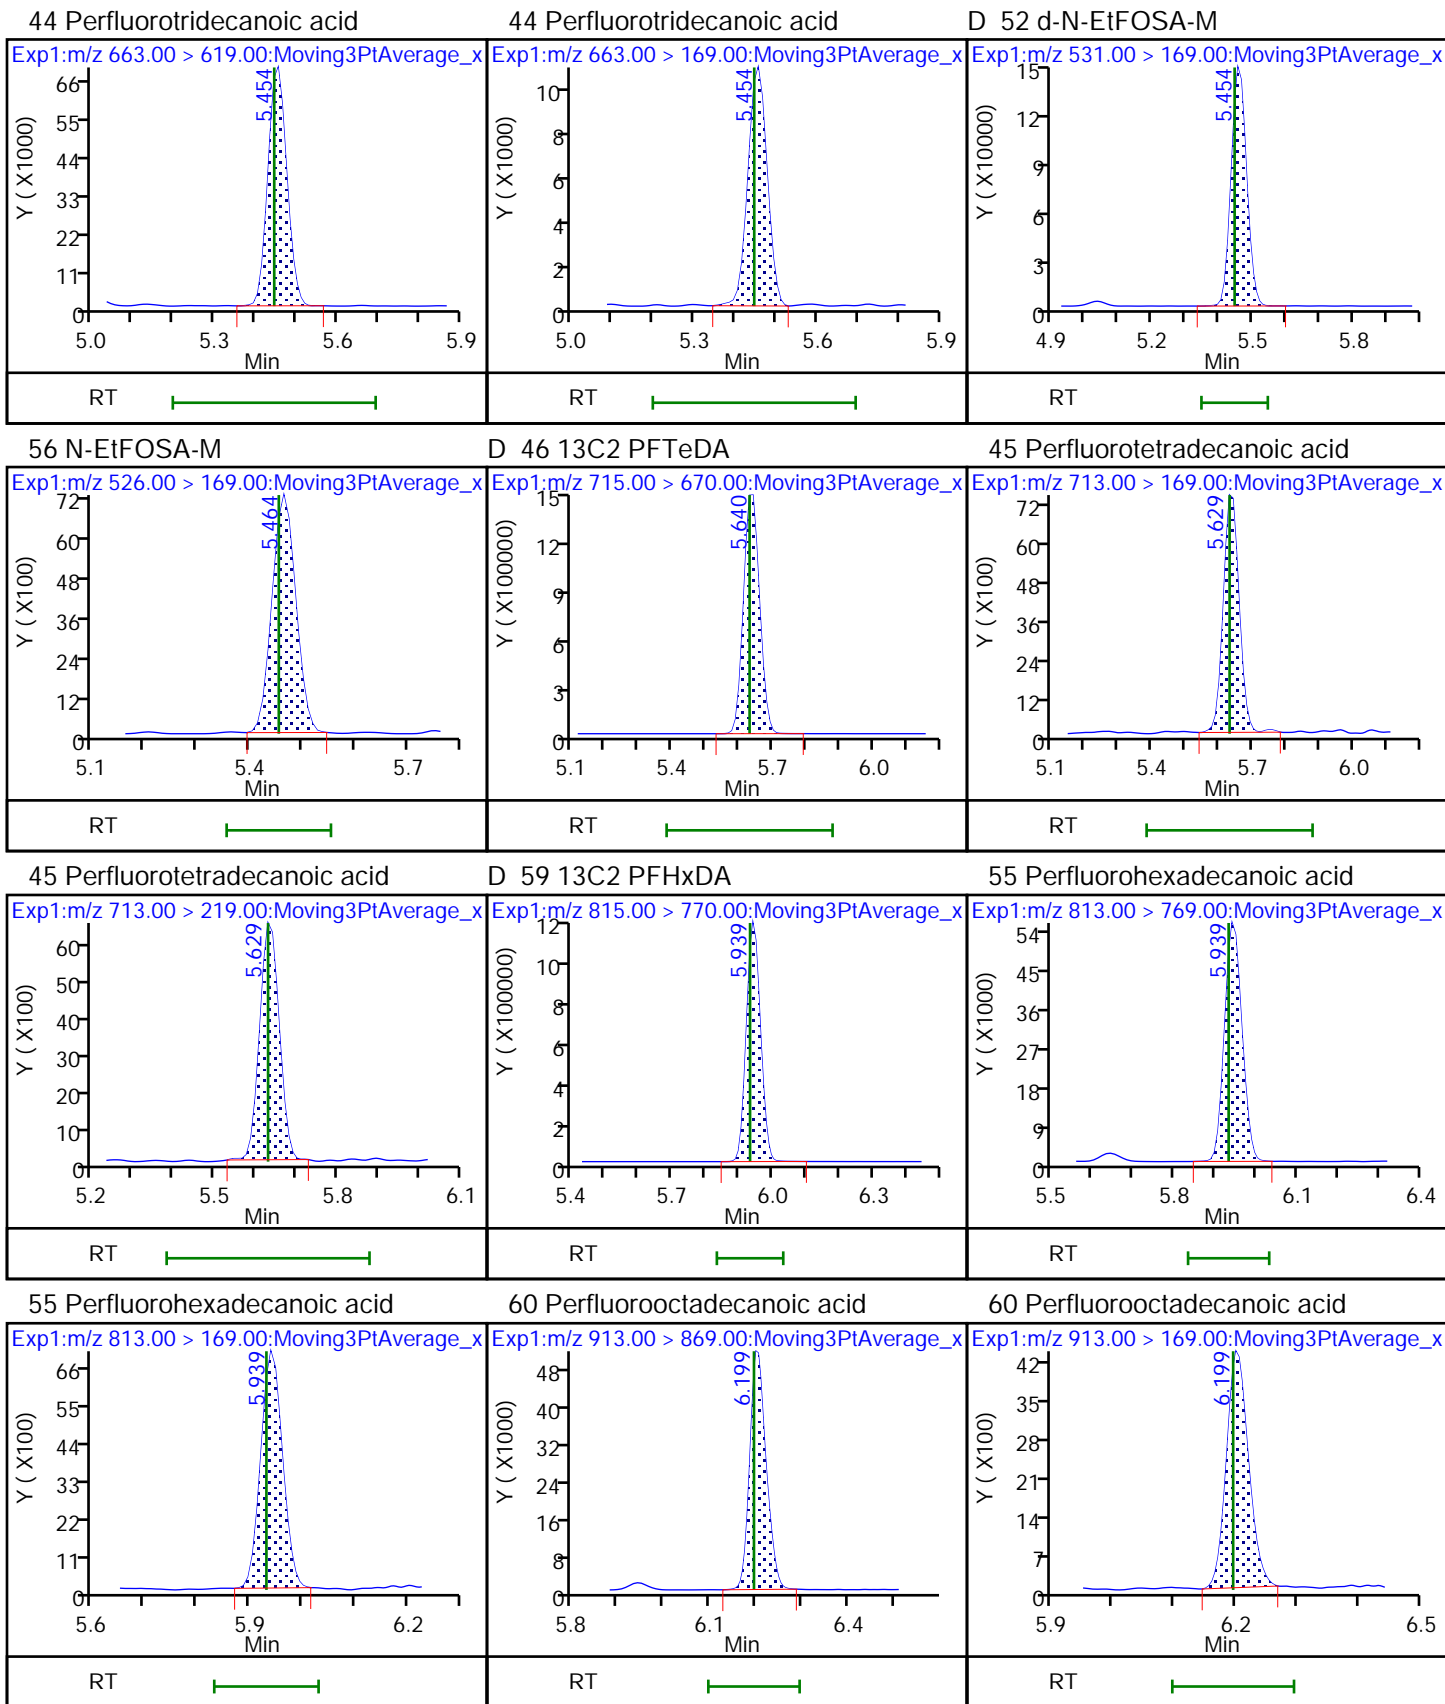 44 Perfluorotridecanoic acid
Exp1:m/z 663.00 > 619.00:Moving3PtAverage_x
5.454
Y ( X1000)
66
55
44
33
22
11
0
5.0 5.3 5.6 5.9
Min
RT
44 Perfluorotridecanoic acid
Exp1:m/z 663.00 > 169.00:Moving3PtAverage_x
5.454
Y ( X1000)
10
8
6
4
2
0
5.0 5.3 5.6 5.9
Min
RT
D 52 d-N-EtFOSA-M
Exp1:m/z 531.00 > 169.00:Moving3PtAverage_x
5.454
Y ( X10000)
15
12
9
6
3
0
4.9 5.2 5.5 5.8
Min
RT
56 N-EtFOSA-M
Exp1:m/z 526.00 > 169.00:Moving3PtAverage_x
5.464
Y ( X100)
72
60
48
36
24
12
0
5.1 5.4 5.7
Min
RT
D 46 13C2 PFTeDA
Exp1:m/z 715.00 > 670.00:Moving3PtAverage_x
5.640
Y ( X100000)
15
12
9
6
3
0
5.1 5.4 5.7 6.0
Min
RT
45 Perfluorotetradecanoic acid
Exp1:m/z 713.00 > 169.00:Moving3PtAverage_x
5.629
Y ( X100)
72
60
48
36
24
12
0
5.1 5.4 5.7 6.0
Min
RT
45 Perfluorotetradecanoic acid
Exp1:m/z 713.00 > 219.00:Moving3PtAverage_x
5.629
Y ( X100)
60
50
40
30
20
10
0
5.2 5.5 5.8 6.1
Min
RT
D 59 13C2 PFHxDA
Exp1:m/z 815.00 > 770.00:Moving3PtAverage_x
5.939
Y ( X100000)
12
10
8
6
4
2
0
5.4 5.7 6.0 6.3
Min
RT
55 Perfluorohexadecanoic acid
Exp1:m/z 813.00 > 769.00:Moving3PtAverage_x
5.939
Y ( X1000)
54
45
36
27
18
9
0
5.5 5.8 6.1 6.4
Min
RT
55 Perfluorohexadecanoic acid
Exp1:m/z 813.00 > 169.00:Moving3PtAverage_x
5.939
Y ( X100)
66
55
44
33
22
11
0
5.6 5.9 6.2
Min
RT
60 Perfluorooctadecanoic acid
Exp1:m/z 913.00 > 869.00:Moving3PtAverage_x
6.199
Y ( X1000)
48
40
32
24
16
8
0
5.8 6.1 6.4
Min
RT
60 Perfluorooctadecanoic acid
Exp1:m/z 913.00 > 169.00:Moving3PtAverage_x
6.199
Y ( X100)
42
35
28
21
14
7
0
5.9 6.2 6.5
Min
RT